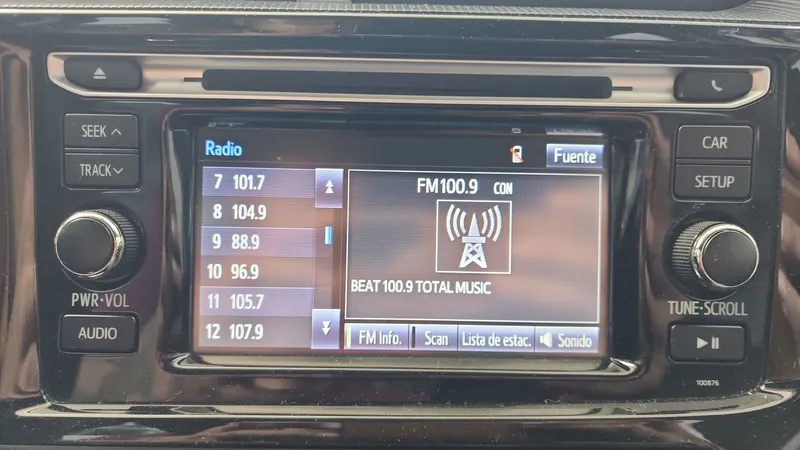 SEEK
TRACK
PWR•VOL
AUDIO
Radio
Fuente
7 101.7
8 104.9
9 88.9
10 96.9
11 105.7
12 107.9
FM100.9 CON
BEAT 100.9 TOTAL MUSIC
FM Info.
Scan
Lista de estac.
Sonido
CAR
SETUP
TUNE•SCROLL
100876